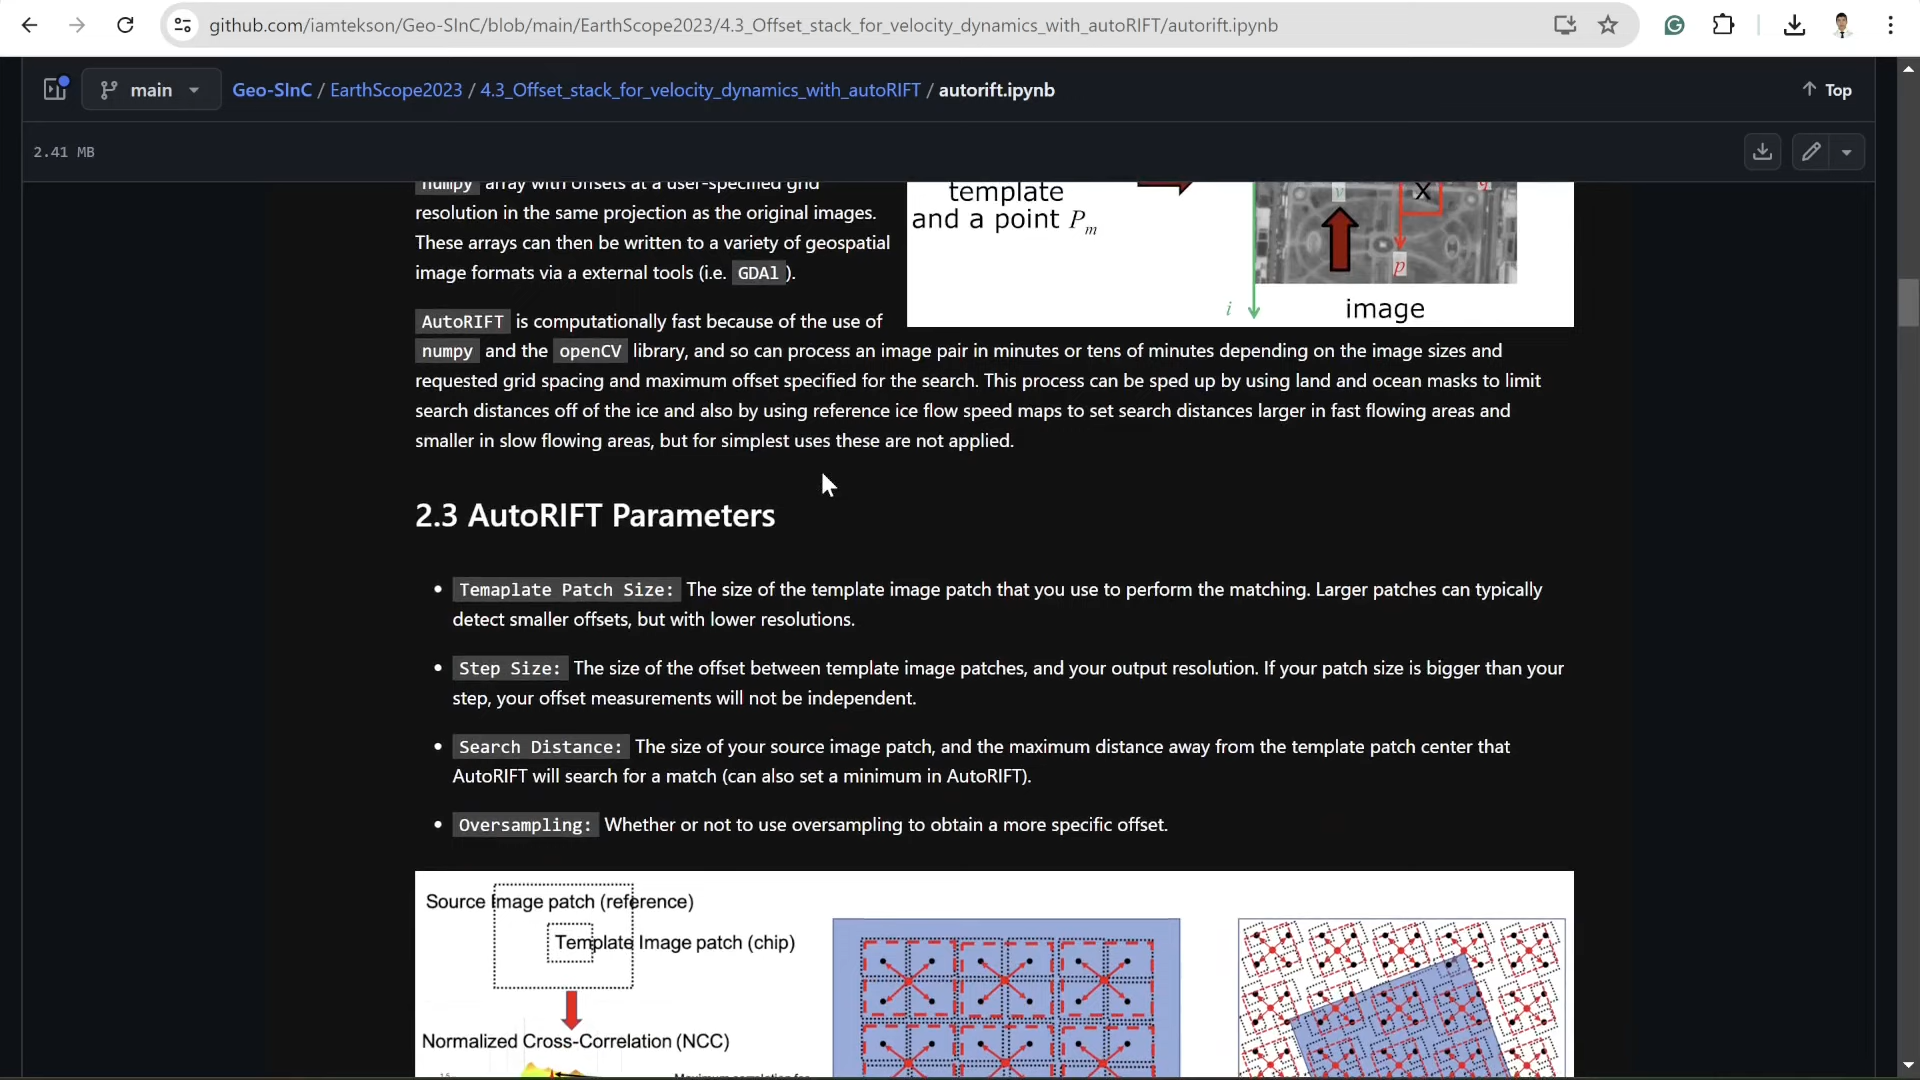 github.com/iamtekson/Geo-SInC/blob/main/EarthScope2023/4.3_Offset_stack_for_velocity_dynamics_with_autoRIFT/autorift.ipynb
main
Geo-SInC / EarthScope2023 / 4.3_Offset_stack_for_velocity_dynamics_with_autoRIFT / autorift.ipynb
Top
2.41 MB
numpy array with offsets at a user-specified grid
resolution in the same projection as the original images.
These arrays can then be written to a variety of geospatial
image formats via a external tools (i.e. GDAl ).
template
and a point Pm
v
X
q
p
i
image
AutoRIFT is computationally fast because of the use of
numpy and the openCV library, and so can process an image pair in minutes or tens of minutes depending on the image sizes and
requested grid spacing and maximum offset specified for the search. This process can be sped up by using land and ocean masks to limit
search distances off of the ice and also by using reference ice flow speed maps to set search distances larger in fast flowing areas and
smaller in slow flowing areas, but for simplest uses these are not applied.
2.3 AutoRIFT Parameters
• Temaplate Patch Size: The size of the template image patch that you use to perform the matching. Larger patches can typically
detect smaller offsets, but with lower resolutions.
• Step Size: The size of the offset between template image patches, and your output resolution. If your patch size is bigger than your
step, your offset measurements will not be independent.
• Search Distance: The size of your source image patch, and the maximum distance away from the template patch center that
AutoRIFT will search for a match (can also set a minimum in AutoRIFT).
• Oversampling: Whether or not to use oversampling to obtain a more specific offset.
Source Image patch (reference)
Template Image patch (chip)
Normalized Cross-Correlation (NCC)